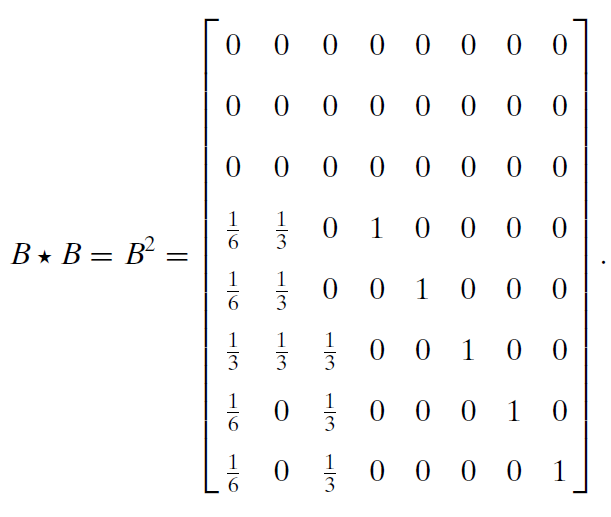 0 0 0 0 0 0 0 0
0 0 0 0 0 0 0 0
0 0 0 0 0 0 0 0
1/6 1/3 0 1 0 0 0 0
B ⋆ B = B² =
1/6 1/3 0 0 1 0 0 0
1/3 1/3 1/3 0 0 1 0 0
1/6 0 1/3 0 0 0 1 0
1/6 0 1/3 0 0 0 0 1
.